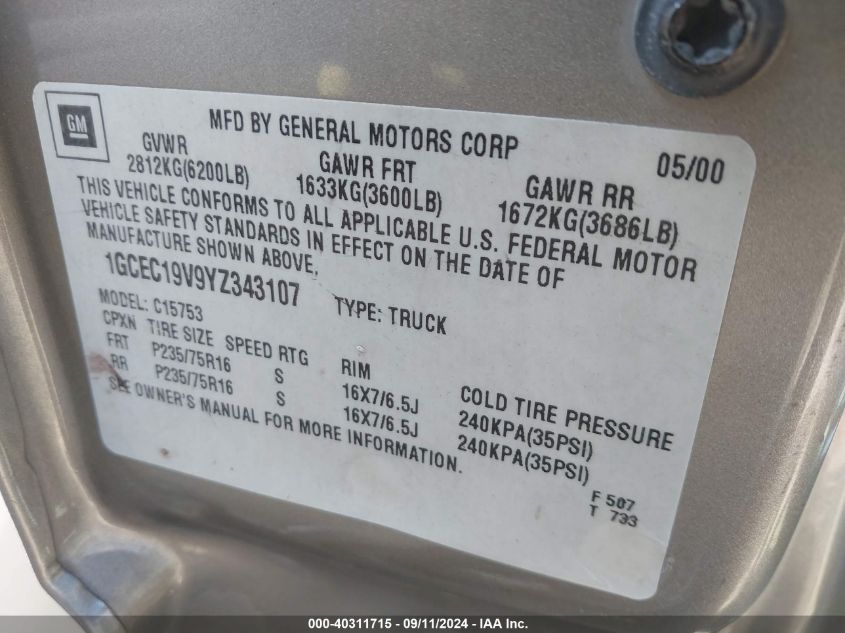 GM
MFD BY GENERAL MOTORS CORP 05/00
GVWR GAWR FRT GAWR RR
2812KG(6200LB) 1633KG(3600LB) 1672KG(3686LB)
THIS VEHICLE CONFORMS TO ALL APPLICABLE U.S. FEDERAL MOTOR
VEHICLE SAFETY STANDARDS IN EFFECT ON THE DATE OF
MANUFACTURE SHOWN ABOVE.
1GCEC19V9YZ343107 TYPE: TRUCK
MODEL: C15753
CPXN TIRE SIZE SPEED RTG RIM COLD TIRE PRESSURE
FRT P235/75R16 S 16X7/6.5J 240KPA(35PSI)
RR P235/75R16 S 16X7/6.5J 240KPA(35PSI)
SEE OWNER'S MANUAL FOR MORE INFORMATION.
F 507
T 733
000-40311715 - 09/11/2024 - IAA Inc.